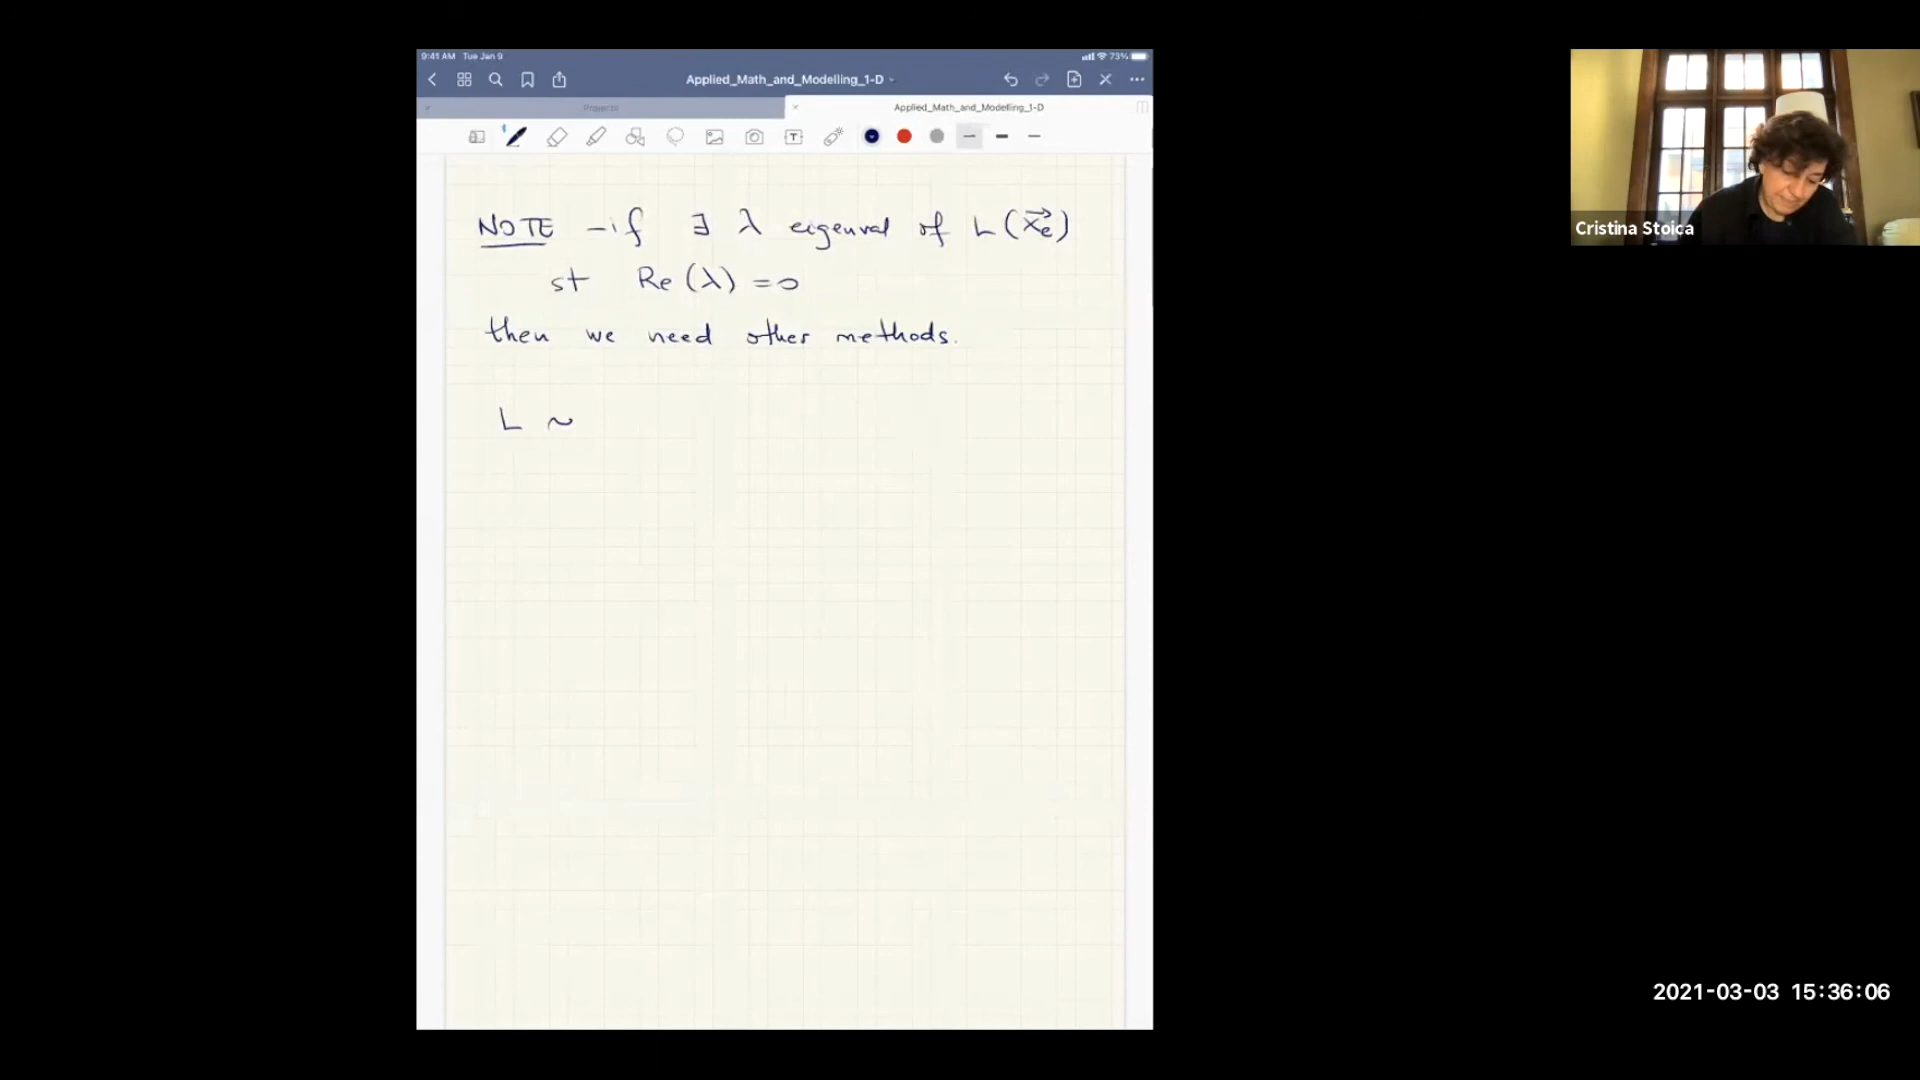 9:41 AM Tue Jan 9
73%
Applied_Math_and_Modelling_1-D
Projects
Applied_Math_and_Modelling_1-D
NOTE - if ∃ λ eigenval of L(x⃗e)
st Re(λ) = 0
then we need other methods.
L ~
Cristina Stoica
2021-03-03 15:36:06